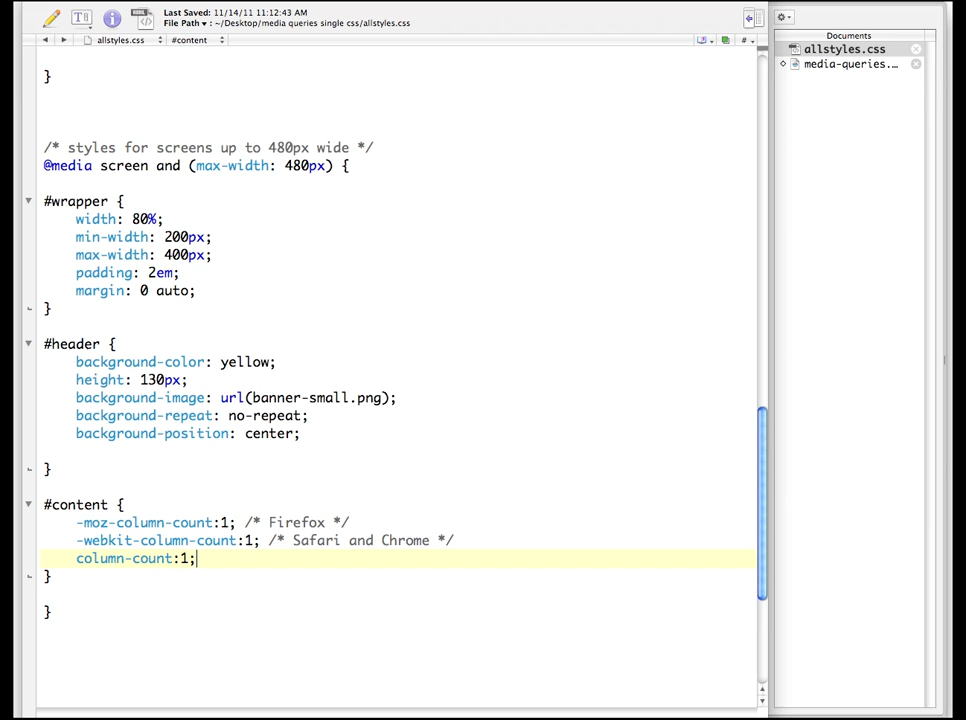 Last Saved: 11/14/11 11:12:43 AM
File Path ▾ : ~/Desktop/media queries single css/allstyles.css
allstyles.css
#content
#
Documents
allstyles.css
media-queries....
}
/* styles for screens up to 480px wide */
@media screen and (max-width: 480px) {
#wrapper {
width: 80%;
min-width: 200px;
max-width: 400px;
padding: 2em;
margin: 0 auto;
}
#header {
background-color: yellow;
height: 130px;
background-image: url(banner-small.png);
background-repeat: no-repeat;
background-position: center;
}
#content {
-moz-column-count:1; /* Firefox */
-webkit-column-count:1; /* Safari and Chrome */
column-count:1;
}
}